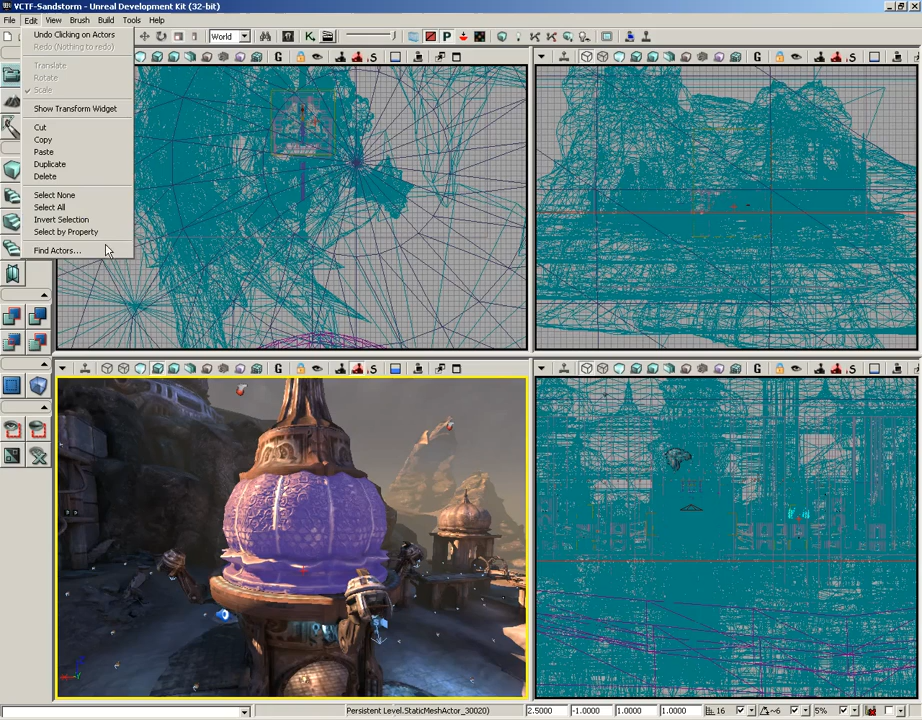 VCTF-Sandstorm - Unreal Development Kit (32-bit)
File Edit View Brush Build Tools Help
Undo Clicking on Actors
Redo (Nothing to redo)
Translate
Rotate
Scale
Show Transform Widget
Cut
Copy
Paste
Duplicate
Delete
Select None
Select All
Invert Selection
Select by Property
Find Actors...
World
P
G S
G S
G S
G S
Persistent Level.StaticMeshActor_30020) 2.5000 -1.0000 1.0000 1.0000 16 ~6 5%